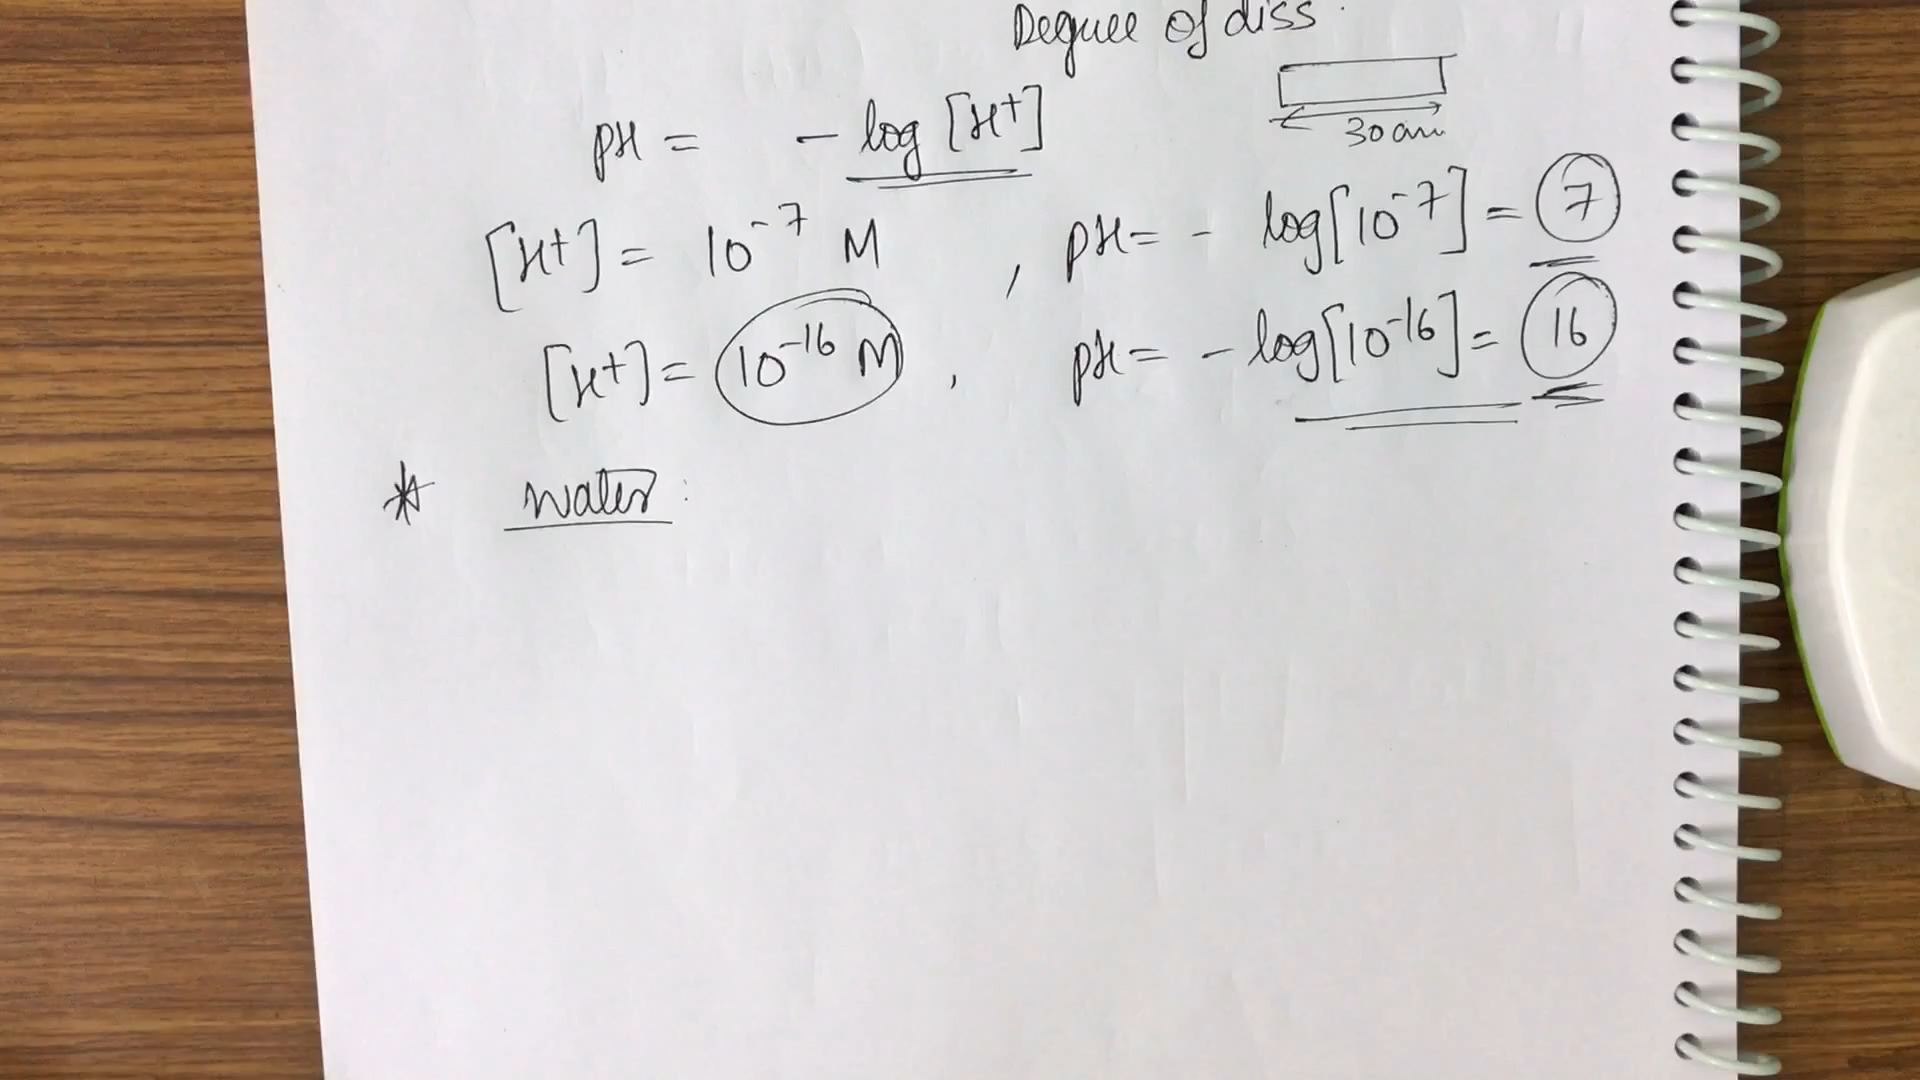 Degree of diss.
pH = - log [H+]
30 cm
[H+] = 10⁻⁷ M , pH = - log[10⁻⁷] = 7
[H+] = 10⁻¹⁶ M , pH = - log[10⁻¹⁶] = 16
* Water :